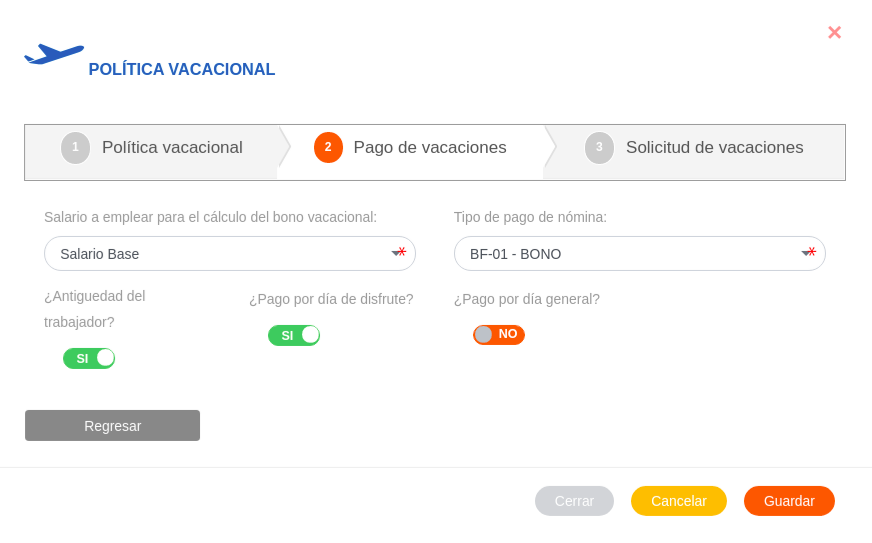 ×
POLÍTICA VACACIONAL
1 Política vacacional 2 Pago de vacaciones 3 Solicitud de vacaciones
Salario a emplear para el cálculo del bono vacacional: Tipo de pago de nómina:
Salario Base BF-01 - BONO
¿Antiguedad del ¿Pago por día de disfrute? ¿Pago por día general?
trabajador?
SI SI NO
Regresar
Cerrar Cancelar Guardar